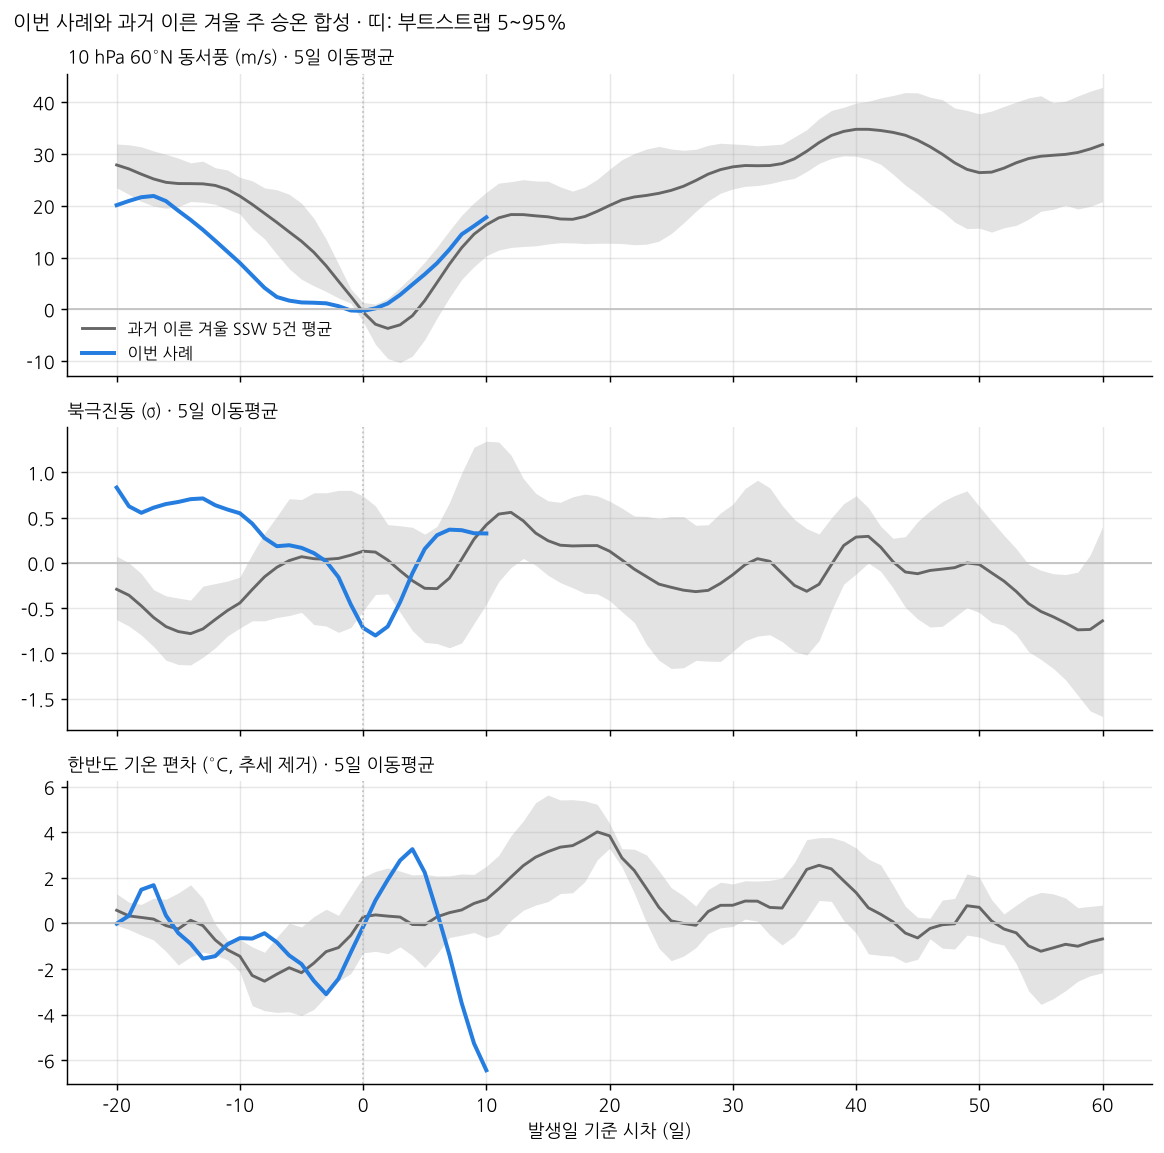 이번 사례와 과거 이른 겨울 주 승온 합성 · 띠: 부트스트랩 5~95%
10 hPa 60°N 동서풍 (m/s) · 5일 이동평균
40
30
20
10
0
-10
과거 이른 겨울 SSW 5건 평균
이번 사례
북극진동 (σ) · 5일 이동평균
1.0
0.5
0.0
-0.5
-1.0
-1.5
한반도 기온 편차 (°C, 추세 제거) · 5일 이동평균
6
4
2
0
-2
-4
-6
-20 -10 0 10 20 30 40 50 60
발생일 기준 시차 (일)